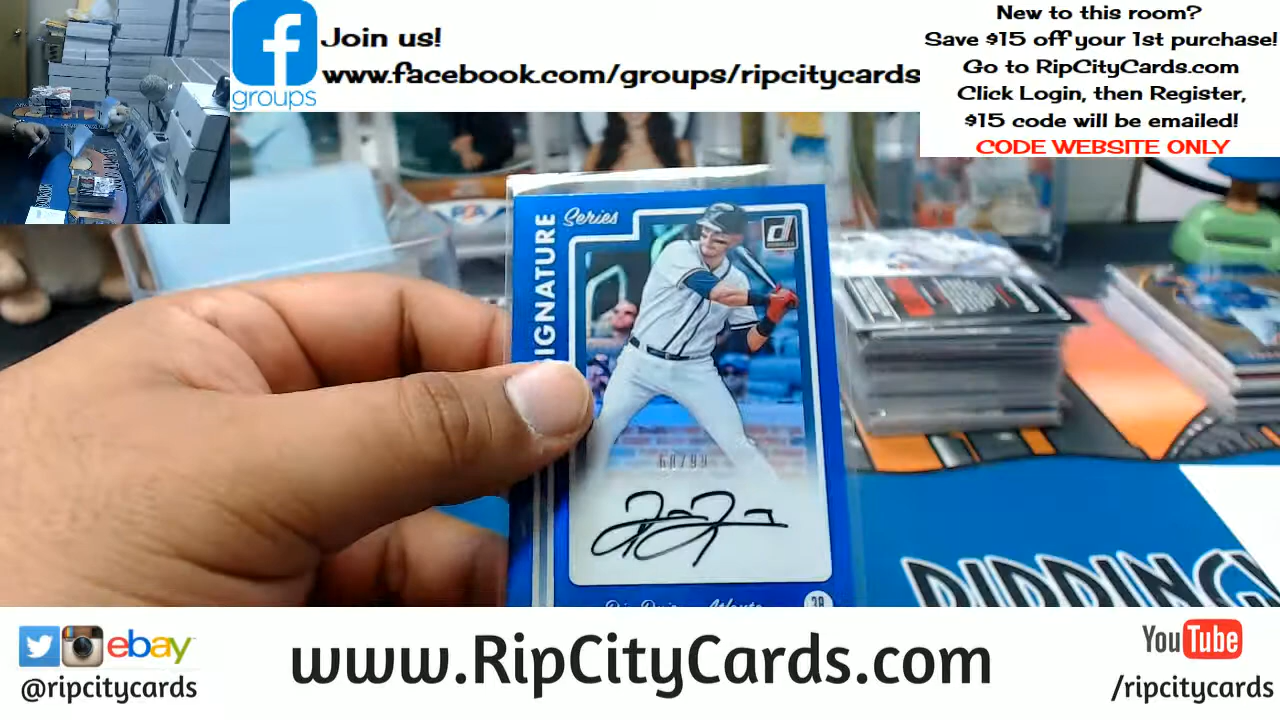 Join us!
www.facebook.com/groups/ripcitycards
groups
New to this room?
Save $15 off your 1st purchase!
Go to RipCityCards.com
Click Login, then Register,
$15 code will be emailed!
CODE WEBSITE ONLY
SIGNATURE
Series
d
/99
Atlanta
ebay
@ripcitycards
www.RipCityCards.com
YouTube
/ripcitycards